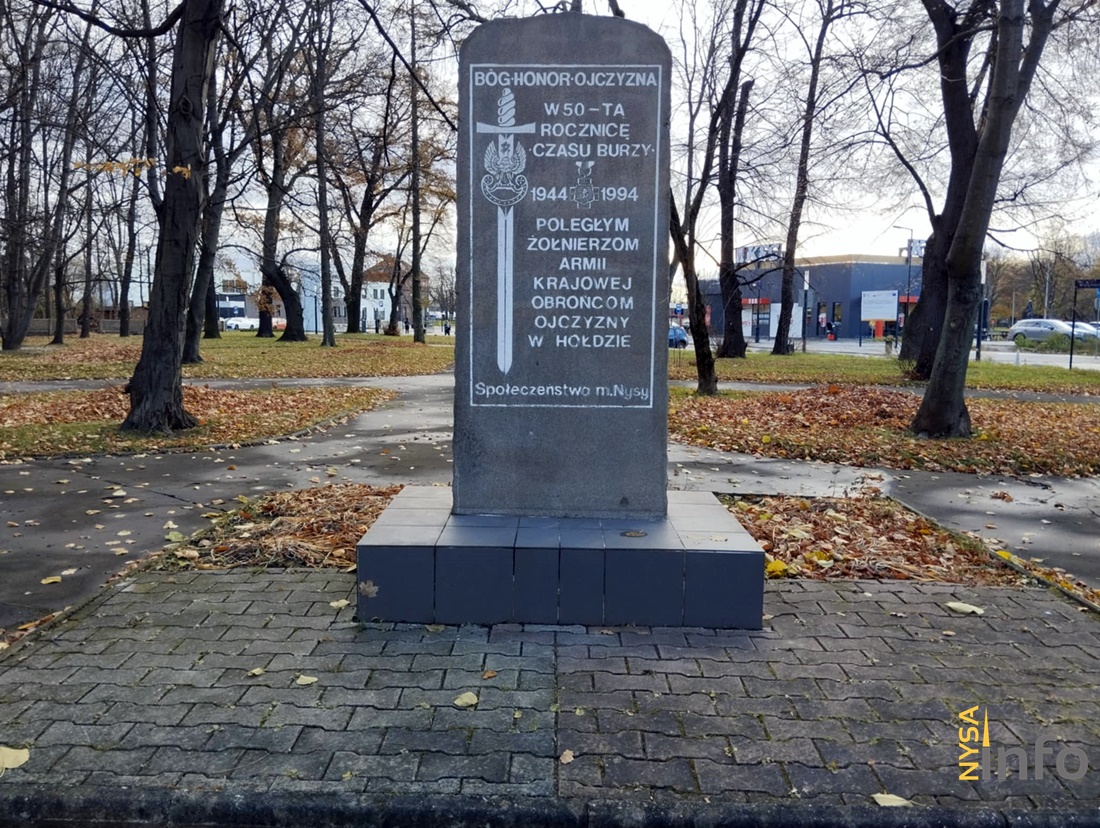 BÓG·HONOR·OJCZYZNA
W 50-TA
ROCZNICĘ
·CZASU BURZY·
1944 1994
POLEGŁYM
ŻOŁNIERZOM
ARMII
KRAJOWEJ
OBROŃCOM
OJCZYZNY
W HOŁDZIE
Społeczeństwo m.Nysy
NYSA
info